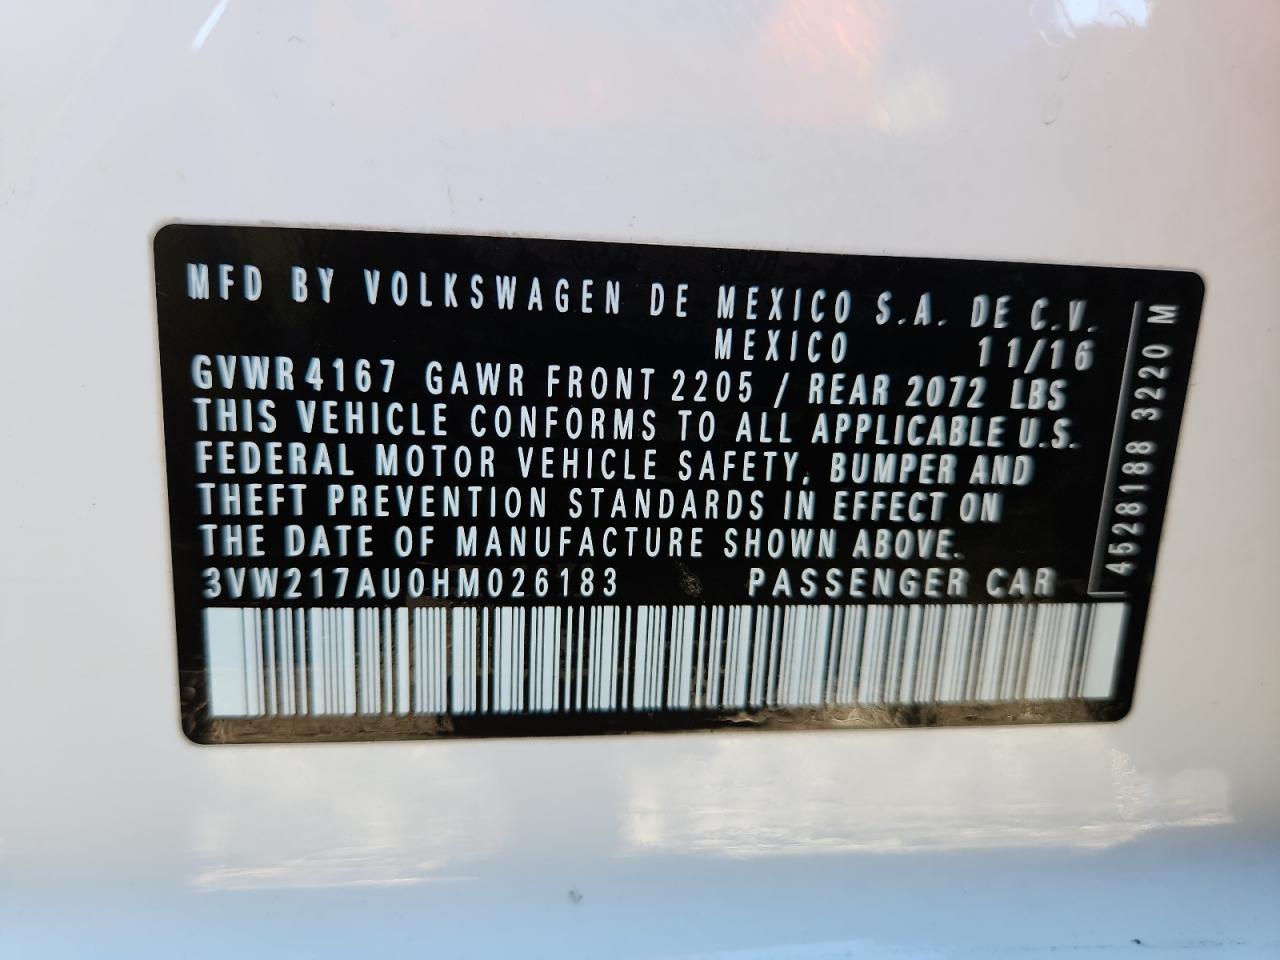 MFD BY VOLKSWAGEN DE MEXICO S.A. DE C.V.
MEXICO 11/16
GVWR 4167 GAWR FRONT 2205 / REAR 2072 LBS
THIS VEHICLE CONFORMS TO ALL APPLICABLE U.S.
FEDERAL MOTOR VEHICLE SAFETY, BUMPER AND
THEFT PREVENTION STANDARDS IN EFFECT ON
THE DATE OF MANUFACTURE SHOWN ABOVE.
3VW217AU0HM026183 PASSENGER CAR
4528188 3220 M